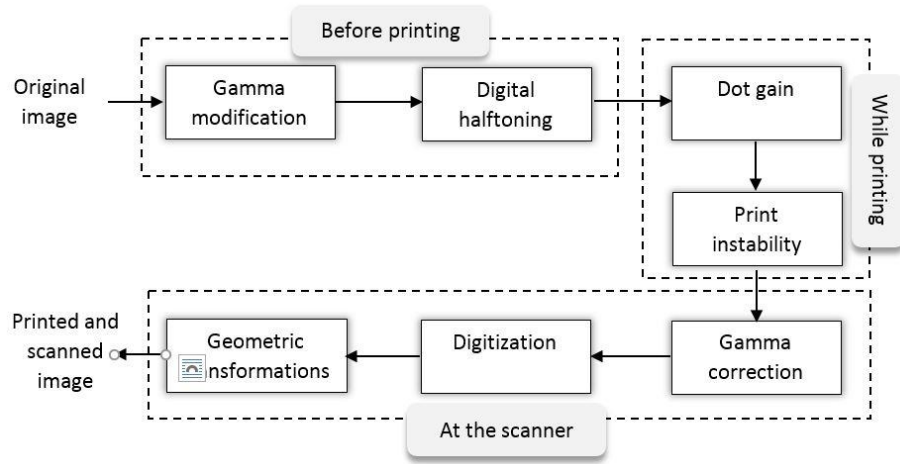 Before printing
Original
image
Gamma
modification
Digital
halftoning
Dot gain
While printing
Print
instability
Printed and
scanned
image
Geometric
nsformations
Digitization
Gamma
correction
At the scanner